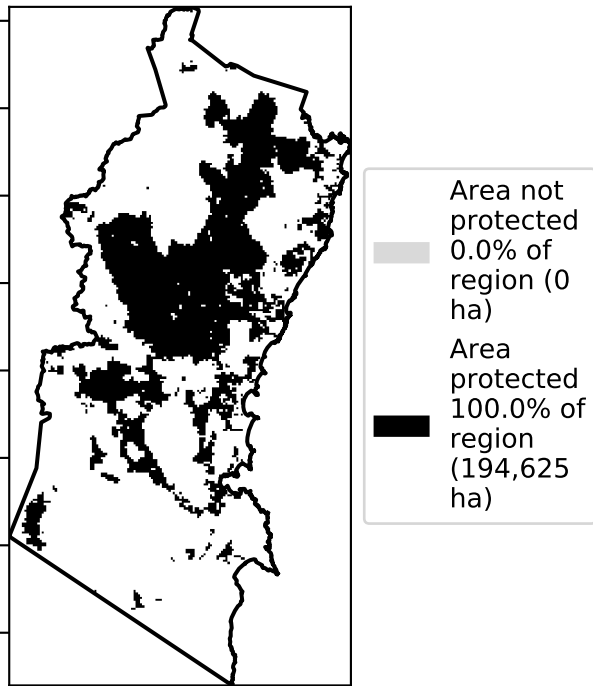 Area not
protected
0.0% of
region (0
ha)
Area
protected
100.0% of
region
(194,625
ha)